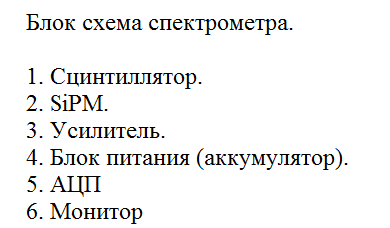 Блок схема спектрометра.
1. Сцинтиллятор.
2. SiPM.
3. Усилитель.
4. Блок питания (аккумулятор).
5. АЦП
6. Монитор